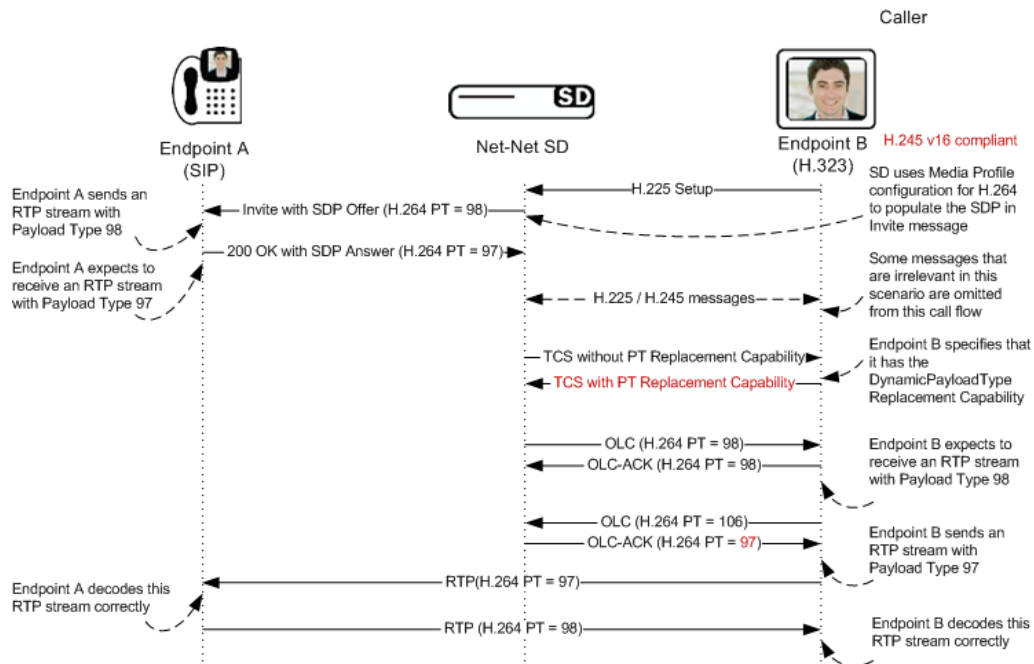 Caller
SD
Endpoint A
(SIP)
Net-Net SD
Endpoint B
(H.323)
H.245 v16 compliant
Endpoint A sends an
RTP stream with
Payload Type 98
H.225 Setup
SD uses Media Profile
configuration for H.264
to populate the SDP in
Invite message
Invite with SDP Offer (H.264 PT = 98)
200 OK with SDP Answer (H.264 PT = 97)
Endpoint A expects to
receive an RTP stream
with Payload Type 97
H.225 / H.245 messages
Some messages that
are irrelevant in this
scenario are omitted
from this call flow
TCS without PT Replacement Capability
TCS with PT Replacement Capability
Endpoint B specifies that
it has the
DynamicPayloadType
Replacement Capability
OLC (H.264 PT = 98)
OLC-ACK (H.264 PT = 98)
Endpoint B expects to
receive an RTP stream
with Payload Type 98
OLC (H.264 PT = 106)
OLC-ACK (H.264 PT = 97)
Endpoint B sends an
RTP stream with
Payload Type 97
RTP(H.264 PT = 97)
Endpoint A decodes this
RTP stream correctly
RTP (H.264 PT = 98)
Endpoint B decodes this
RTP stream correctly